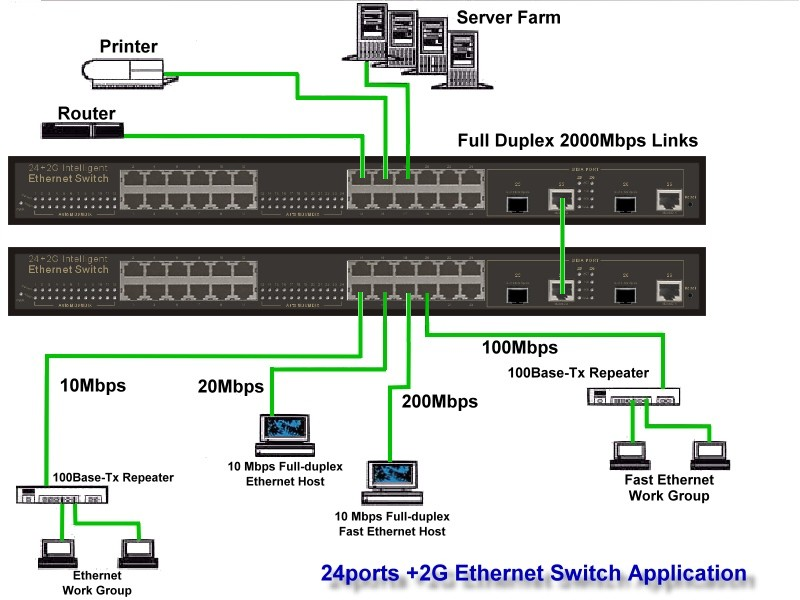 Server Farm
Printer
Router
Full Duplex 2000Mbps Links
24+2G Intelligent
Ethernet Switch
24+2G Intelligent
Ethernet Switch
100Mbps
10Mbps
20Mbps
200Mbps
100Base-Tx Repeater
10 Mbps Full-duplex
Ethernet Host
100Base-Tx Repeater
Fast Ethernet
Work Group
10 Mbps Full-duplex
Fast Ethernet Host
Ethernet
Work Group
24ports +2G Ethernet Switch Application